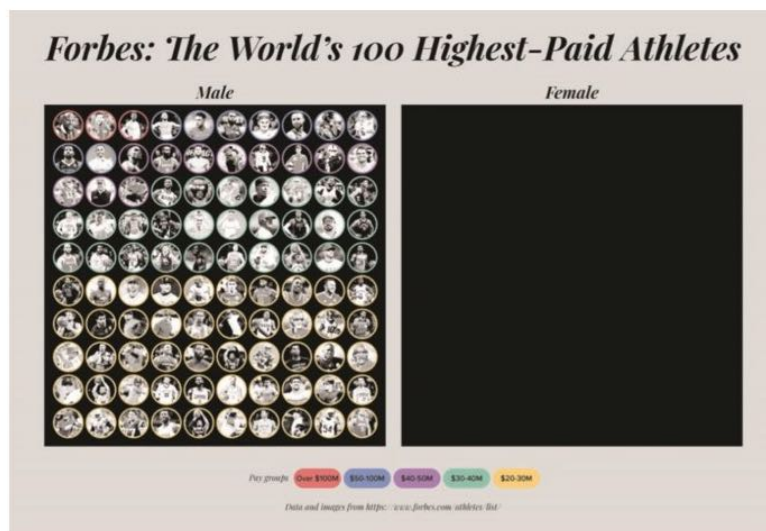 Forbes: The World's 100 Highest-Paid Athletes
Male
Female
Pay groups Over $100M $50-100M $40-50M $30-40M $20-30M
Data and images from https://www.forbes.com/athletes/list/